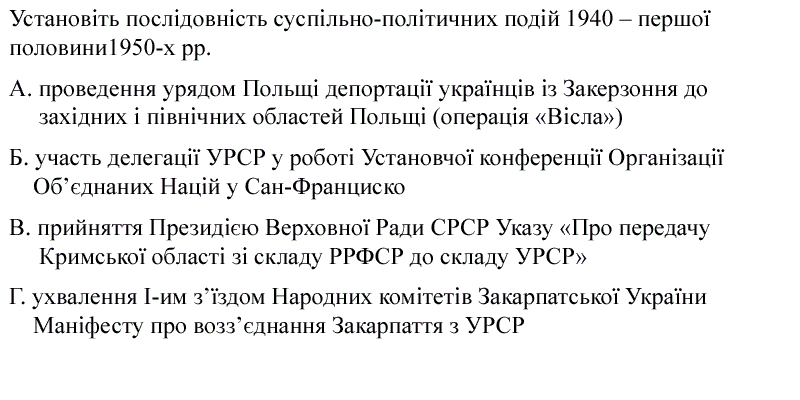 Установіть послідовність суспільно-політичних подій 1940 – першої
половини1950-х рр.
А. проведення урядом Польщі депортації українців із Закерзоння до
західних і північних областей Польщі (операція «Вісла»)
Б. участь делегації УРСР у роботі Установчої конференції Організації
Об’єднаних Націй у Сан-Франциско
В. прийняття Президією Верховної Ради СРСР Указу «Про передачу
Кримської області зі складу РРФСР до складу УРСР»
Г. ухвалення І-им з’їздом Народних комітетів Закарпатської України
Маніфесту про возз’єднання Закарпаття з УРСР